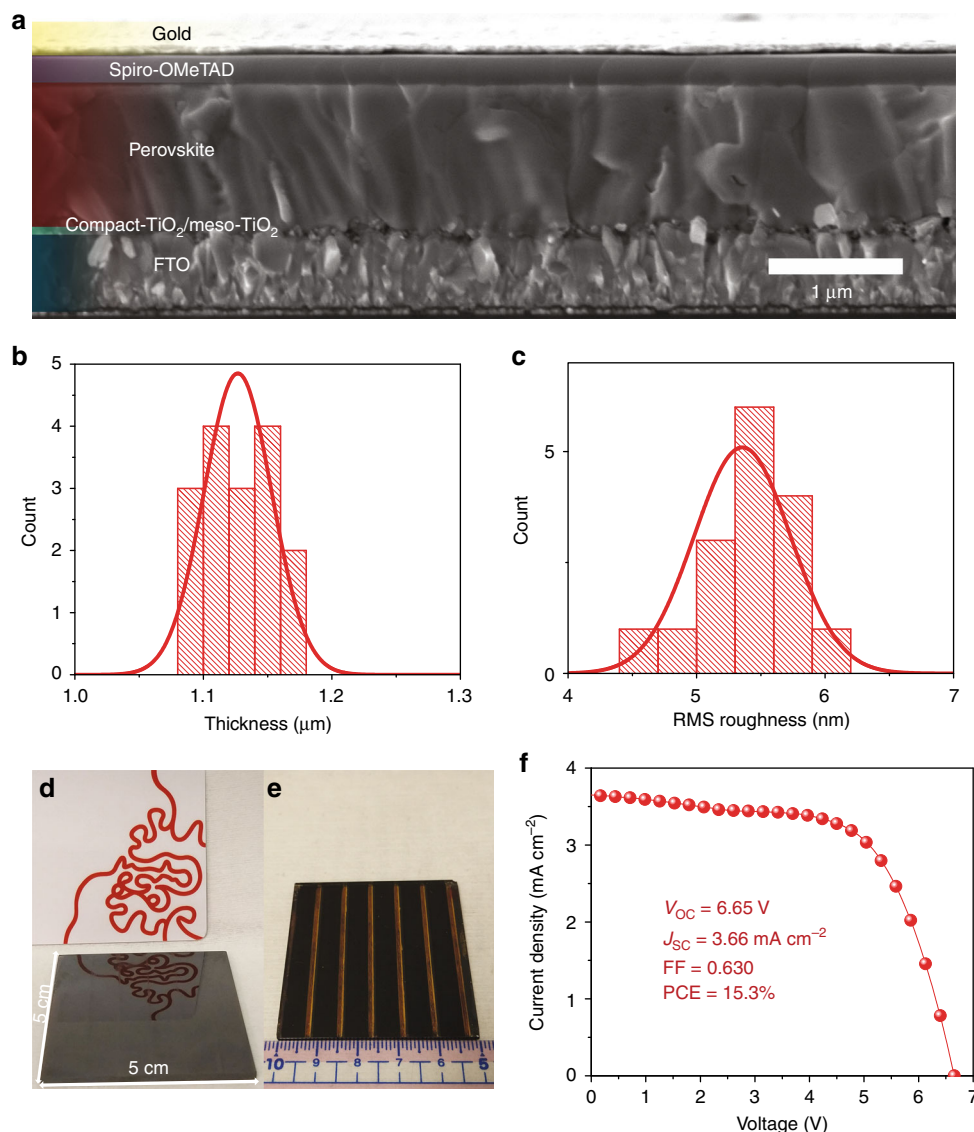 a
Gold
Spiro-OMeTAD
Perovskite
Compact-TiO₂/meso-TiO₂
FTO
1 μm
b
5
4
3
2
1
0
Count
1.0
1.1
1.2
1.3
Thickness (μm)
c
5
0
Count
4
5
6
7
RMS roughness (nm)
d
5 cm
5 cm
e
10 9 8 7 6 5
f
4
3
2
1
0
Current density (mA cm⁻²)
V_OC = 6.65 V
J_SC = 3.66 mA cm⁻²
FF = 0.630
PCE = 15.3%
0 1 2 3 4 5 6 7
Voltage (V)